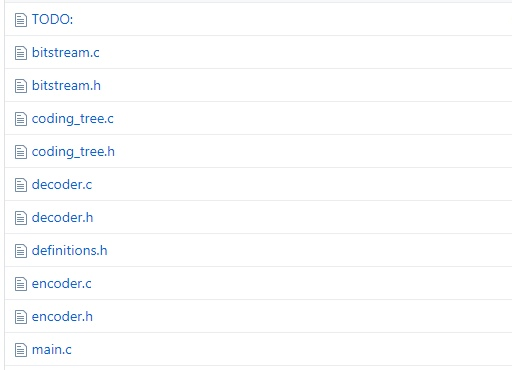 TODO:
bitstream.c
bitstream.h
coding_tree.c
coding_tree.h
decoder.c
decoder.h
definitions.h
encoder.c
encoder.h
main.c